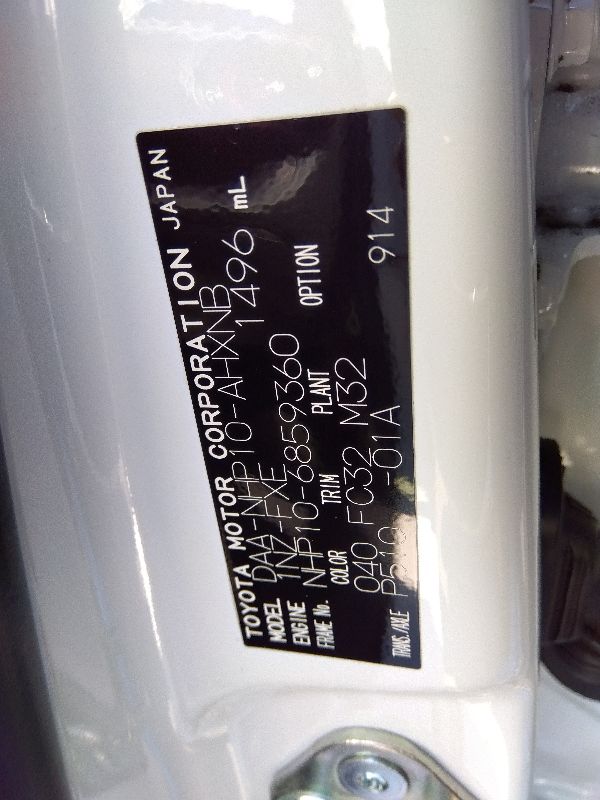 TOYOTA MOTOR CORPORATION JAPAN
MODEL DAA-NHP10-AHXNB
ENGINE 1NZ-FXE 1496 mL
FRAME No. NHP10-6859360
COLOR TRIM PLANT OPTION
040 FC32 M32
TRANS./AXLE P510 -01A 914